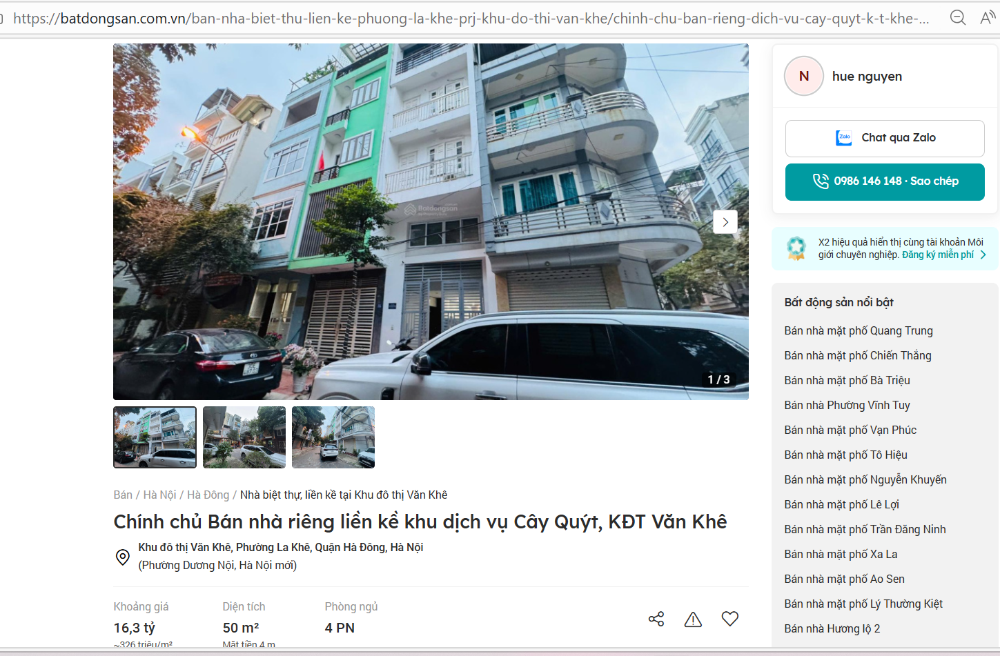 https://batdongsan.com.vn/ban-nha-biet-thu-lien-ke-phuong-la-khe-prj-khu-do-thi-van-khe/chinh-chu-ban-rieng-dich-vu-cay-quyt-k-t-khe-...
Batdongsan
1 / 3
Bán / Hà Nội / Hà Đông / Nhà biệt thự, liền kề tại Khu đô thị Văn Khê
Chính chủ Bán nhà riêng liền kề khu dịch vụ Cây Quýt, KĐT Văn Khê
Khu đô thị Văn Khê, Phường La Khê, Quận Hà Đông, Hà Nội
(Phường Dương Nội, Hà Nội mới)
Khoảng giá
16,3 tỷ
~326 triệu/m²
Diện tích
50 m²
Mặt tiền 4 m
Phòng ngủ
4 PN
N
hue nguyen
Zalo
Chat qua Zalo
0986 146 148 · Sao chép
X2 hiệu quả hiển thị cùng tài khoản Môi
giới chuyên nghiệp. Đăng ký miễn phí
Bất động sản nổi bật
Bán nhà mặt phố Quang Trung
Bán nhà mặt phố Chiến Thắng
Bán nhà mặt phố Bà Triệu
Bán nhà Phường Vĩnh Tuy
Bán nhà mặt phố Vạn Phúc
Bán nhà mặt phố Tô Hiệu
Bán nhà mặt phố Nguyễn Khuyến
Bán nhà mặt phố Lê Lợi
Bán nhà mặt phố Trần Đăng Ninh
Bán nhà mặt phố Xa La
Bán nhà mặt phố Ao Sen
Bán nhà mặt phố Lý Thường Kiệt
Bán nhà Hương lộ 2